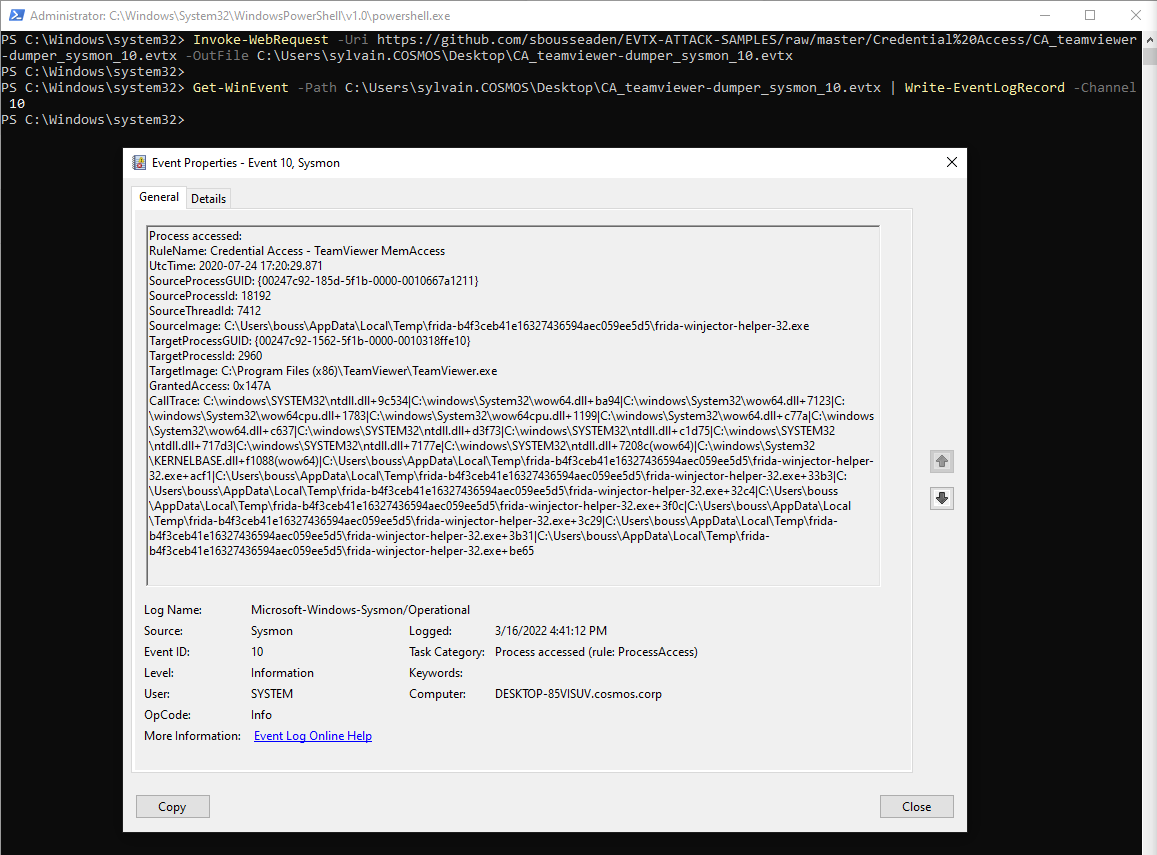 Administrator: C:\Windows\System32\WindowsPowerShell\v1.0\powershell.exe
PS C:\Windows\system32> Invoke-WebRequest -Uri https://github.com/sbousseaden/EVTX-ATTACK-SAMPLES/raw/master/Credential%20Access/CA_teamviewer
-dumper_sysmon_10.evtx -OutFile C:\Users\sylvain.COSMOS\Desktop\CA_teamviewer-dumper_sysmon_10.evtx
PS C:\Windows\system32>
PS C:\Windows\system32> Get-WinEvent -Path C:\Users\sylvain.COSMOS\Desktop\CA_teamviewer-dumper_sysmon_10.evtx | Write-EventLogRecord -Channel
10
PS C:\Windows\system32>
Event Properties - Event 10, Sysmon
General Details
Process accessed:
RuleName: Credential Access - TeamViewer MemAccess
UtcTime: 2020-07-24 17:20:29.871
SourceProcessGUID: {00247c92-185d-5f1b-0000-0010667a1211}
SourceProcessId: 18192
SourceThreadId: 7412
SourceImage: C:\Users\bouss\AppData\Local\Temp\frida-b4f3ceb41e16327436594aec059ee5d5\frida-winjector-helper-32.exe
TargetProcessGUID: {00247c92-1562-5f1b-0000-0010318ffe10}
TargetProcessId: 2960
TargetImage: C:\Program Files (x86)\TeamViewer\TeamViewer.exe
GrantedAccess: 0x147A
CallTrace: C:\windows\SYSTEM32\ntdll.dll+9c534|C:\windows\System32\wow64.dll+ba94|C:\windows\System32\wow64.dll+7123|C:
\windows\System32\wow64cpu.dll+1783|C:\windows\System32\wow64cpu.dll+1199|C:\windows\System32\wow64.dll+c77a|C:\windows
\System32\wow64.dll+c637|C:\windows\SYSTEM32\ntdll.dll+d3f73|C:\windows\SYSTEM32\ntdll.dll+c1d75|C:\windows\SYSTEM32
\ntdll.dll+717d3|C:\windows\SYSTEM32\ntdll.dll+7177e|C:\windows\SYSTEM32\ntdll.dll+7208c(wow64)|C:\windows\System32
\KERNELBASE.dll+f1088(wow64)|C:\Users\bouss\AppData\Local\Temp\frida-b4f3ceb41e16327436594aec059ee5d5\frida-winjector-helper-
32.exe+acf1|C:\Users\bouss\AppData\Local\Temp\frida-b4f3ceb41e16327436594aec059ee5d5\frida-winjector-helper-32.exe+33b3|C:
\Users\bouss\AppData\Local\Temp\frida-b4f3ceb41e16327436594aec059ee5d5\frida-winjector-helper-32.exe+32c4|C:\Users\bouss
\AppData\Local\Temp\frida-b4f3ceb41e16327436594aec059ee5d5\frida-winjector-helper-32.exe+3f0c|C:\Users\bouss\AppData\Local
\Temp\frida-b4f3ceb41e16327436594aec059ee5d5\frida-winjector-helper-32.exe+3c29|C:\Users\bouss\AppData\Local\Temp\frida-
b4f3ceb41e16327436594aec059ee5d5\frida-winjector-helper-32.exe+3b31|C:\Users\bouss\AppData\Local\Temp\frida-
b4f3ceb41e16327436594aec059ee5d5\frida-winjector-helper-32.exe+be65
Log Name: Microsoft-Windows-Sysmon/Operational
Source: Sysmon Logged: 3/16/2022 4:41:12 PM
Event ID: 10 Task Category: Process accessed (rule: ProcessAccess)
Level: Information Keywords:
User: SYSTEM Computer: DESKTOP-85VISUV.cosmos.corp
OpCode: Info
More Information: Event Log Online Help
Copy Close